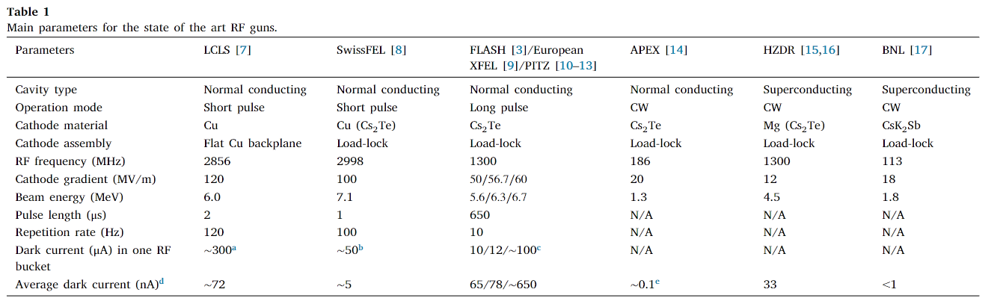 Table 1
Main parameters for the state of the art RF guns.
Parameters LCLS [7] SwissFEL [8] FLASH [3]/European XFEL [9]/PITZ [10–13] APEX [14] HZDR [15,16] BNL [17]
Cavity type Normal conducting Normal conducting Normal conducting Normal conducting Superconducting Superconducting
Operation mode Short pulse Short pulse Long pulse CW CW CW
Cathode material Cu Cu (Cs₂Te) Cs₂Te Cs₂Te Mg (Cs₂Te) CsK₂Sb
Cathode assembly Flat Cu backplane Load-lock Load-lock Load-lock Load-lock Load-lock
RF frequency (MHz) 2856 2998 1300 186 1300 113
Cathode gradient (MV/m) 120 100 50/56.7/60 20 12 18
Beam energy (MeV) 6.0 7.1 5.6/6.3/6.7 1.3 4.5 1.8
Pulse length (μs) 2 1 650 N/A N/A N/A
Repetition rate (Hz) 120 100 10 N/A N/A N/A
Dark current (μA) in one RF bucket ~300ᵃ ~50ᵇ 10/12/~100ᶜ N/A N/A N/A
Average dark current (nA)ᵈ ~72 ~5 65/78/~650 ~0.1ᵉ 33 <1